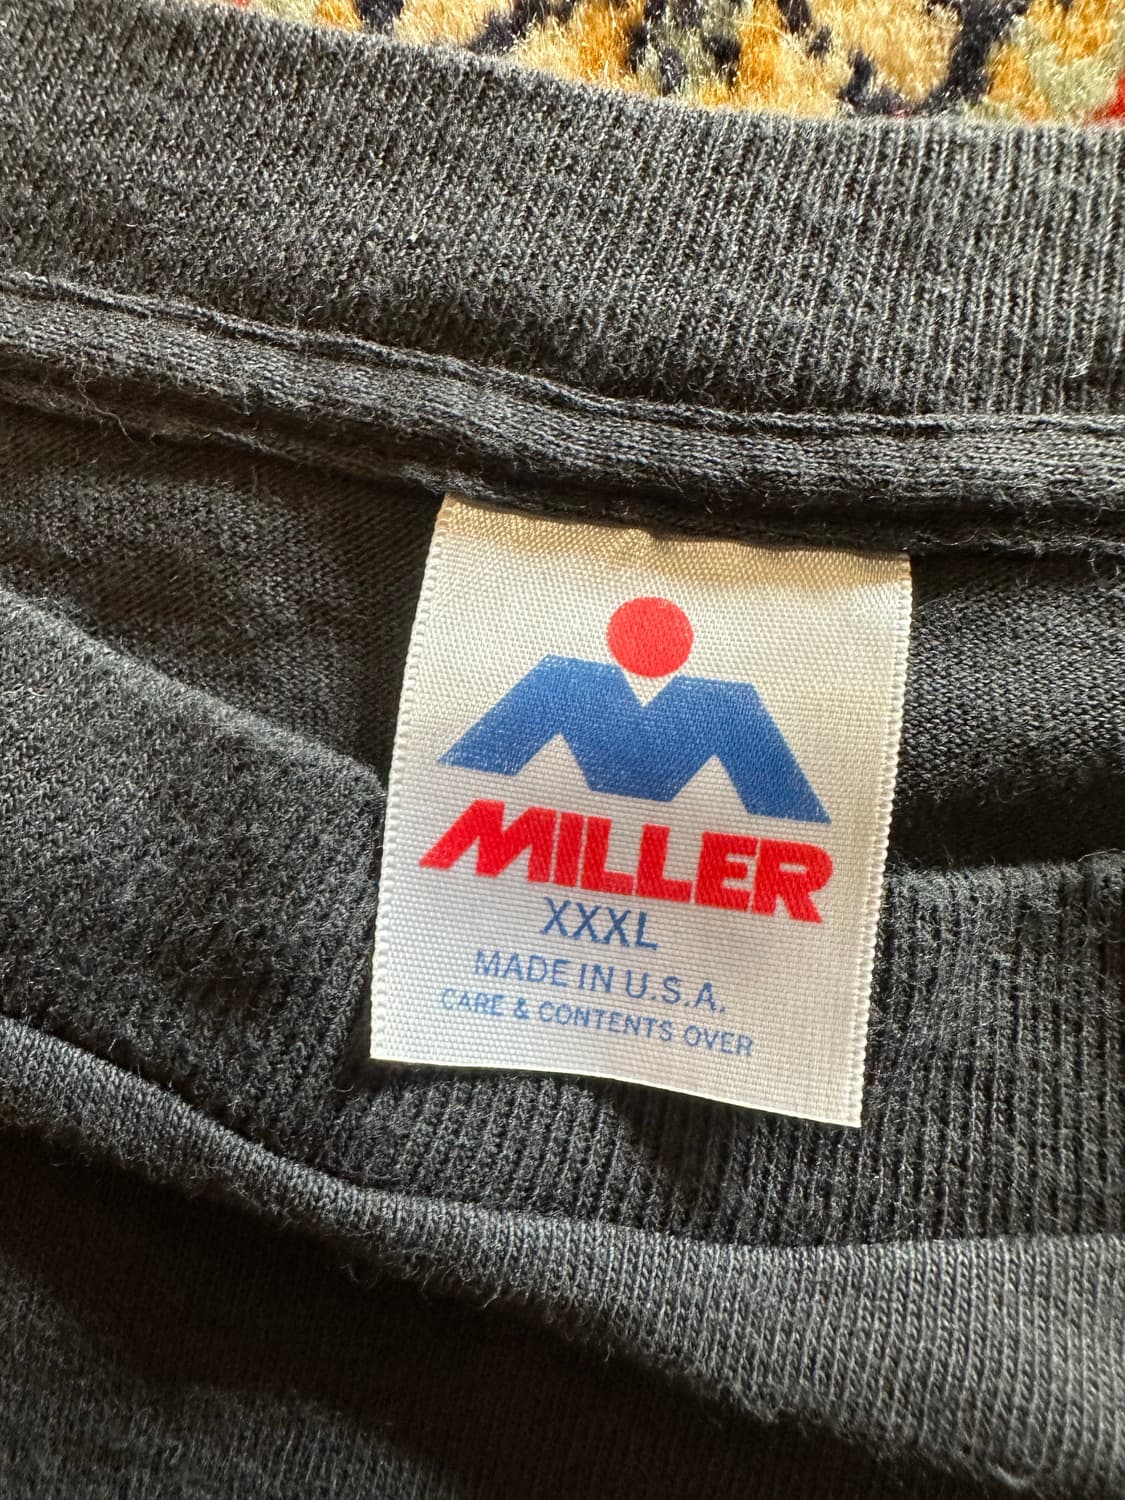 MILLER
XXXL
MADE IN U.S.A.
CARE & CONTENTS OVER